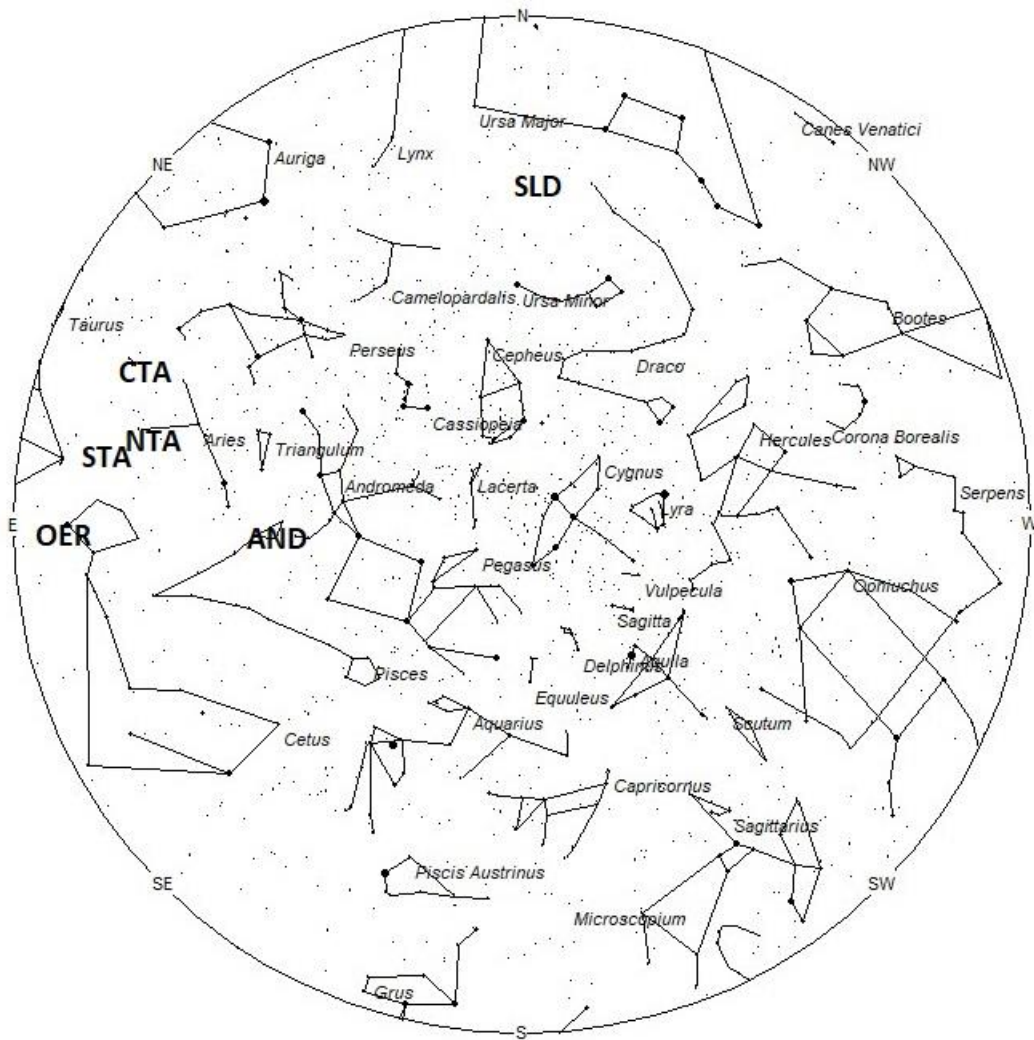 N
Ursa Major
Canes Venatici
NE
Auriga
Lynx
NW
SLD
Camelopardalis
Ursa Minor
Taurus
Bootes
Perseus
Cepheus
Draco
CTA
Cassiopeia
Hercules
Corona Borealis
STA
NTA
Aries
Triangulum
Andromeda
Lacerta
Cygnus
Serpens
Lyra
E
OER
AND
W
Pegasus
Vulpecula
Ophiuchus
Sagitta
Pisces
Delphinus
Aquila
Equuleus
Cetus
Aquarius
Scutum
Capricornus
Sagittarius
SE
Piscis Austrinus
SW
Microscopium
Grus
S